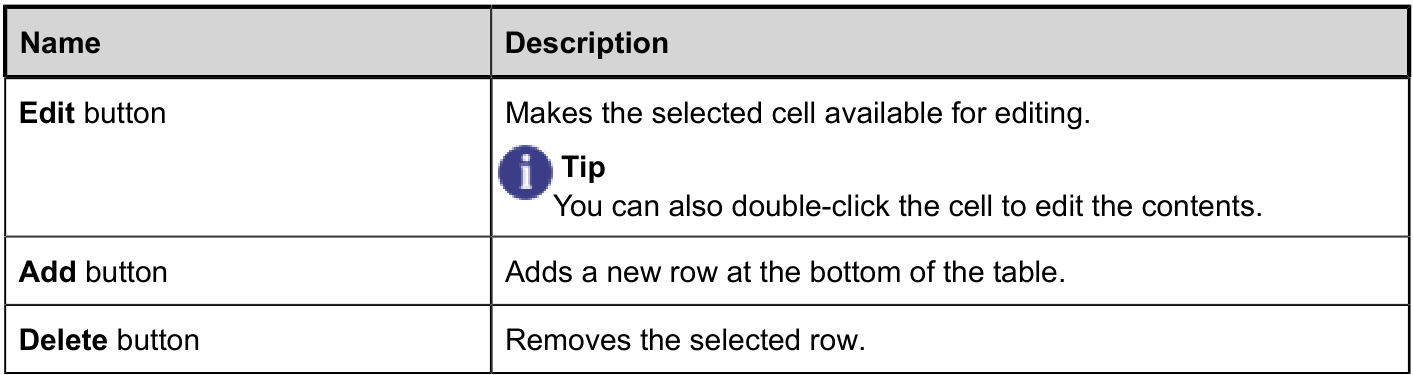 Name Description
Edit button Makes the selected cell available for editing.
Tip
You can also double-click the cell to edit the contents.
Add button Adds a new row at the bottom of the table.
Delete button Removes the selected row.